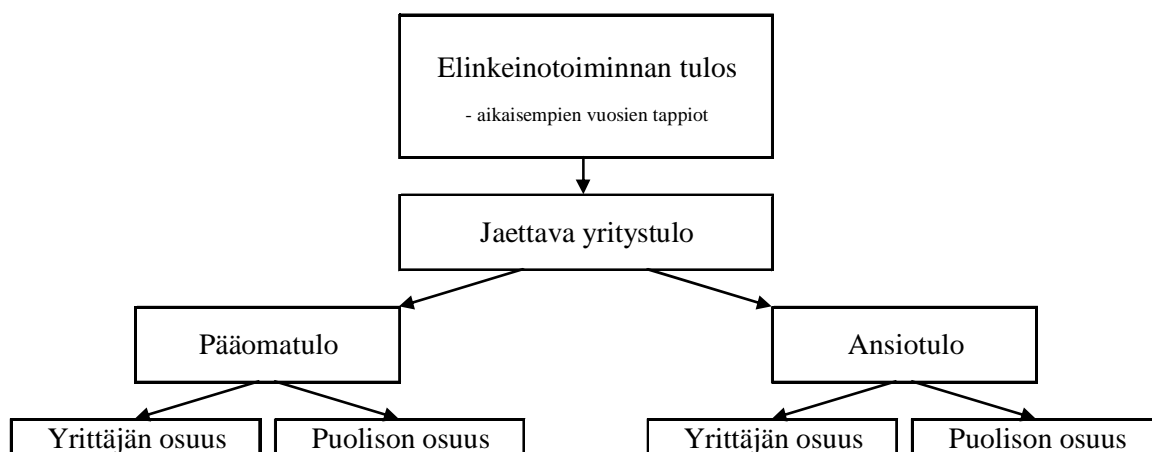 Elinkeinotoiminnan tulos
- aikaisempien vuosien tappiot
Jaettava yritystulo
Pääomatulo
Ansiotulo
Yrittäjän osuus
Puolison osuus
Yrittäjän osuus
Puolison osuus